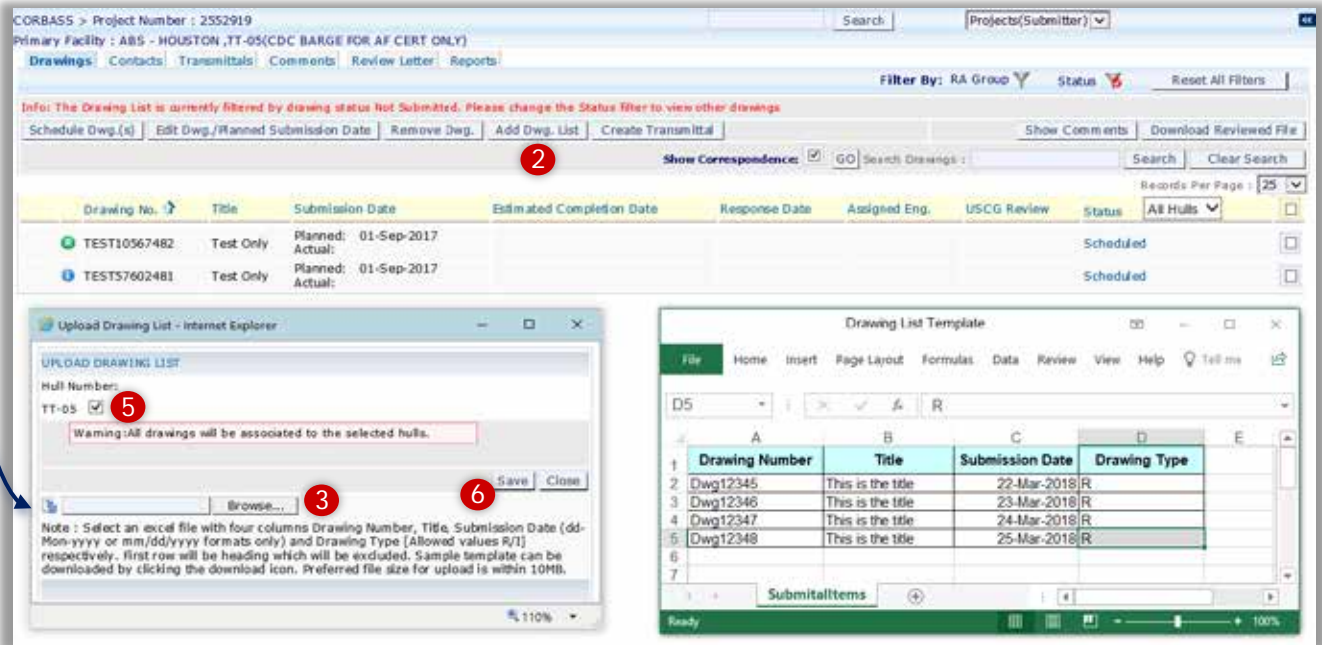 CORBASS > Project Number : 2552919 Search Projects(Submitter)
Primary Facility : ABS - HOUSTON ,TT-05(CDC BARGE FOR AF CERT ONLY)
Drawings Contacts Transmittals Comments Review Letter Reports
Filter By: RA Group Status Reset All Filters
Info: The Drawing List is currently filtered by drawing status Not Submitted. Please change the Status filter to view other drawings
Schedule Dwg.(s) Edit Dwg./Planned Submission Date Remove Dwg. Add Dwg. List Create Transmittal Show Comments Download Reviewed File
2 Show Correspondence: GO Search Drawings : Search Clear Search
Records Per Page : 25
Drawing No. Title Submission Date Estimated Completion Date Response Date Assigned Eng. USCG Review Status All Hulls
R TEST10567482 Test Only Planned: 01-Sep-2017 Scheduled
Actual:
I TEST57602481 Test Only Planned: 01-Sep-2017 Scheduled
Actual:
Upload Drawing List - Internet Explorer
UPLOAD DRAWING LIST
Hull Number:
TT-05 5
Warning:All drawings will be associated to the selected hulls.
6 Save Close
Browse... 3
Note : Select an excel file with four columns Drawing Number, Title, Submission Date (dd-
Mon-yyyy or mm/dd/yyyy formats only) and Drawing Type (Allowed values R/I)
respectively. First row will be heading which will be excluded. Sample template can be
downloaded by clicking the download icon. Preferred file size for upload is within 10MB.
110%
Drawing List Template
File Home Insert Page Layout Formulas Data Review View Help Tell me
D5 fx R
A B C D E
1 Drawing Number Title Submission Date Drawing Type
2 Dwg12345 This is the title 22-Mar-2018 R
3 Dwg12346 This is the title 23-Mar-2018 R
4 Dwg12347 This is the title 24-Mar-2018 R
5 Dwg12348 This is the title 25-Mar-2018 R
6
7
SubmitalItems
Ready 100%